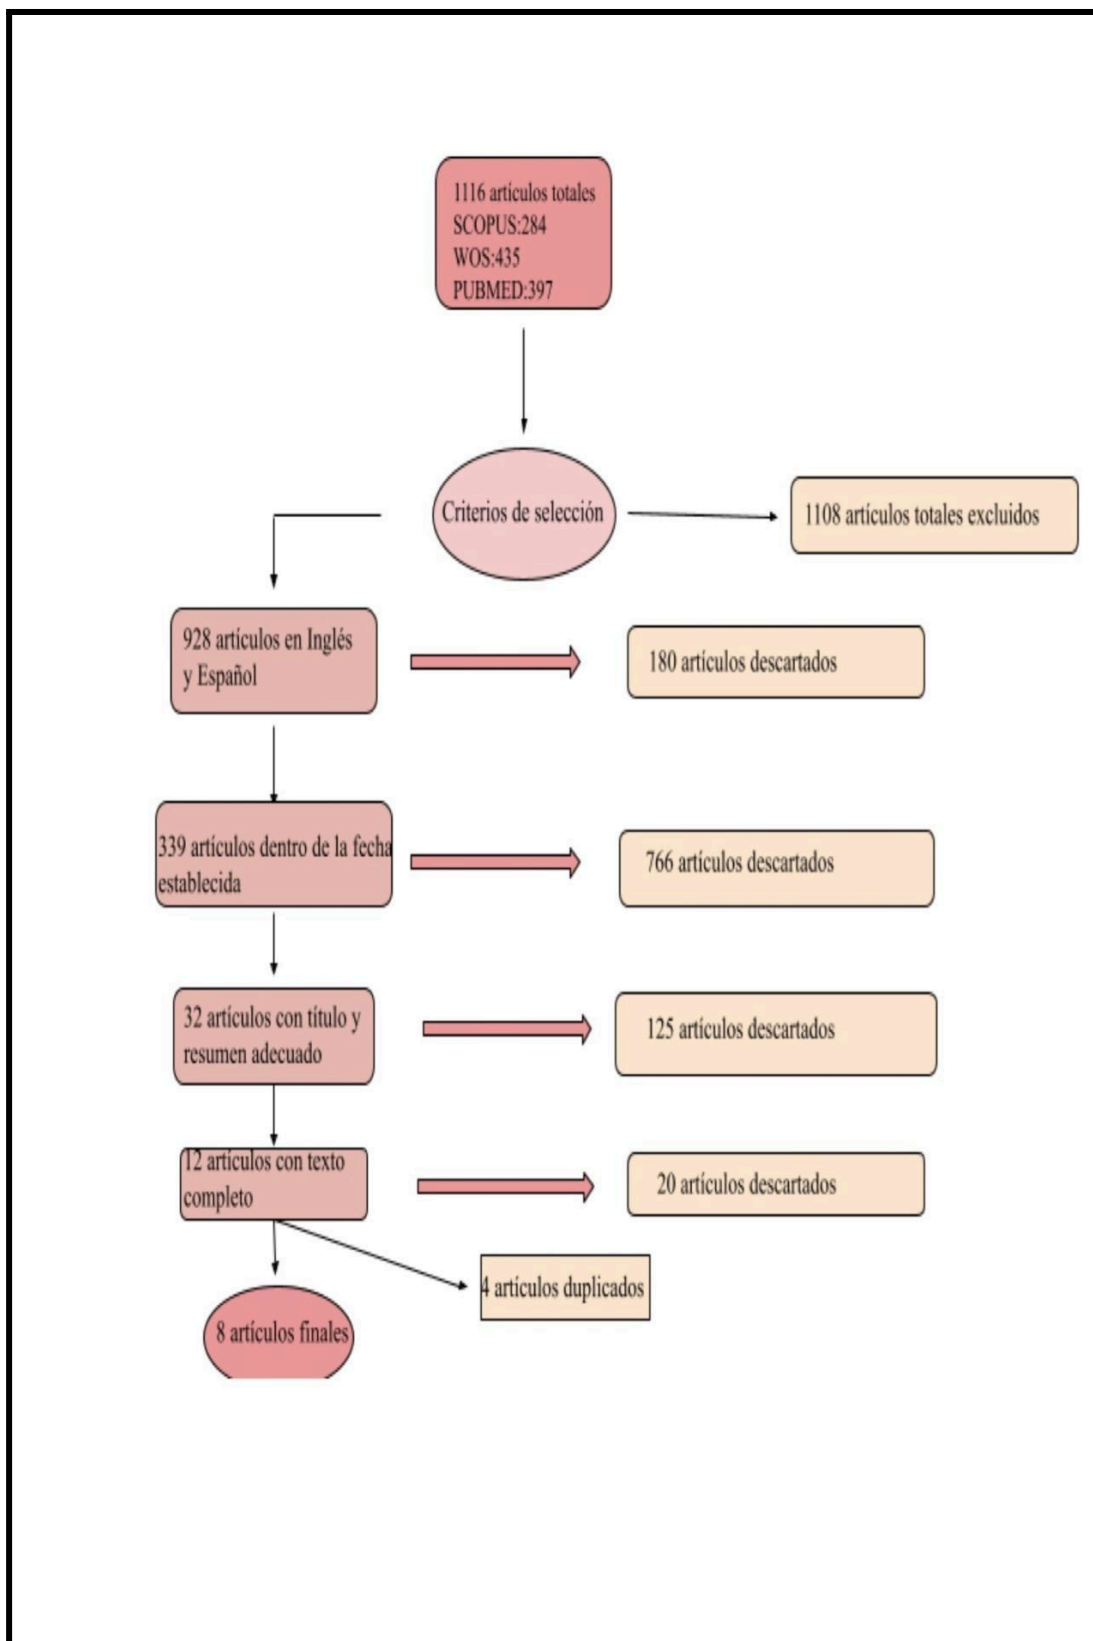 1116 artículos totales
SCOPUS:284
WOS:435
PUBMED:397
Criterios de selección
1108 artículos totales excluidos
928 artículos en Inglés
y Español
180 artículos descartados
339 artículos dentro de la fecha
establecida
766 artículos descartados
32 artículos con título y
resumen adecuado
125 artículos descartados
12 artículos con texto
completo
20 artículos descartados
4 artículos duplicados
8 artículos finales